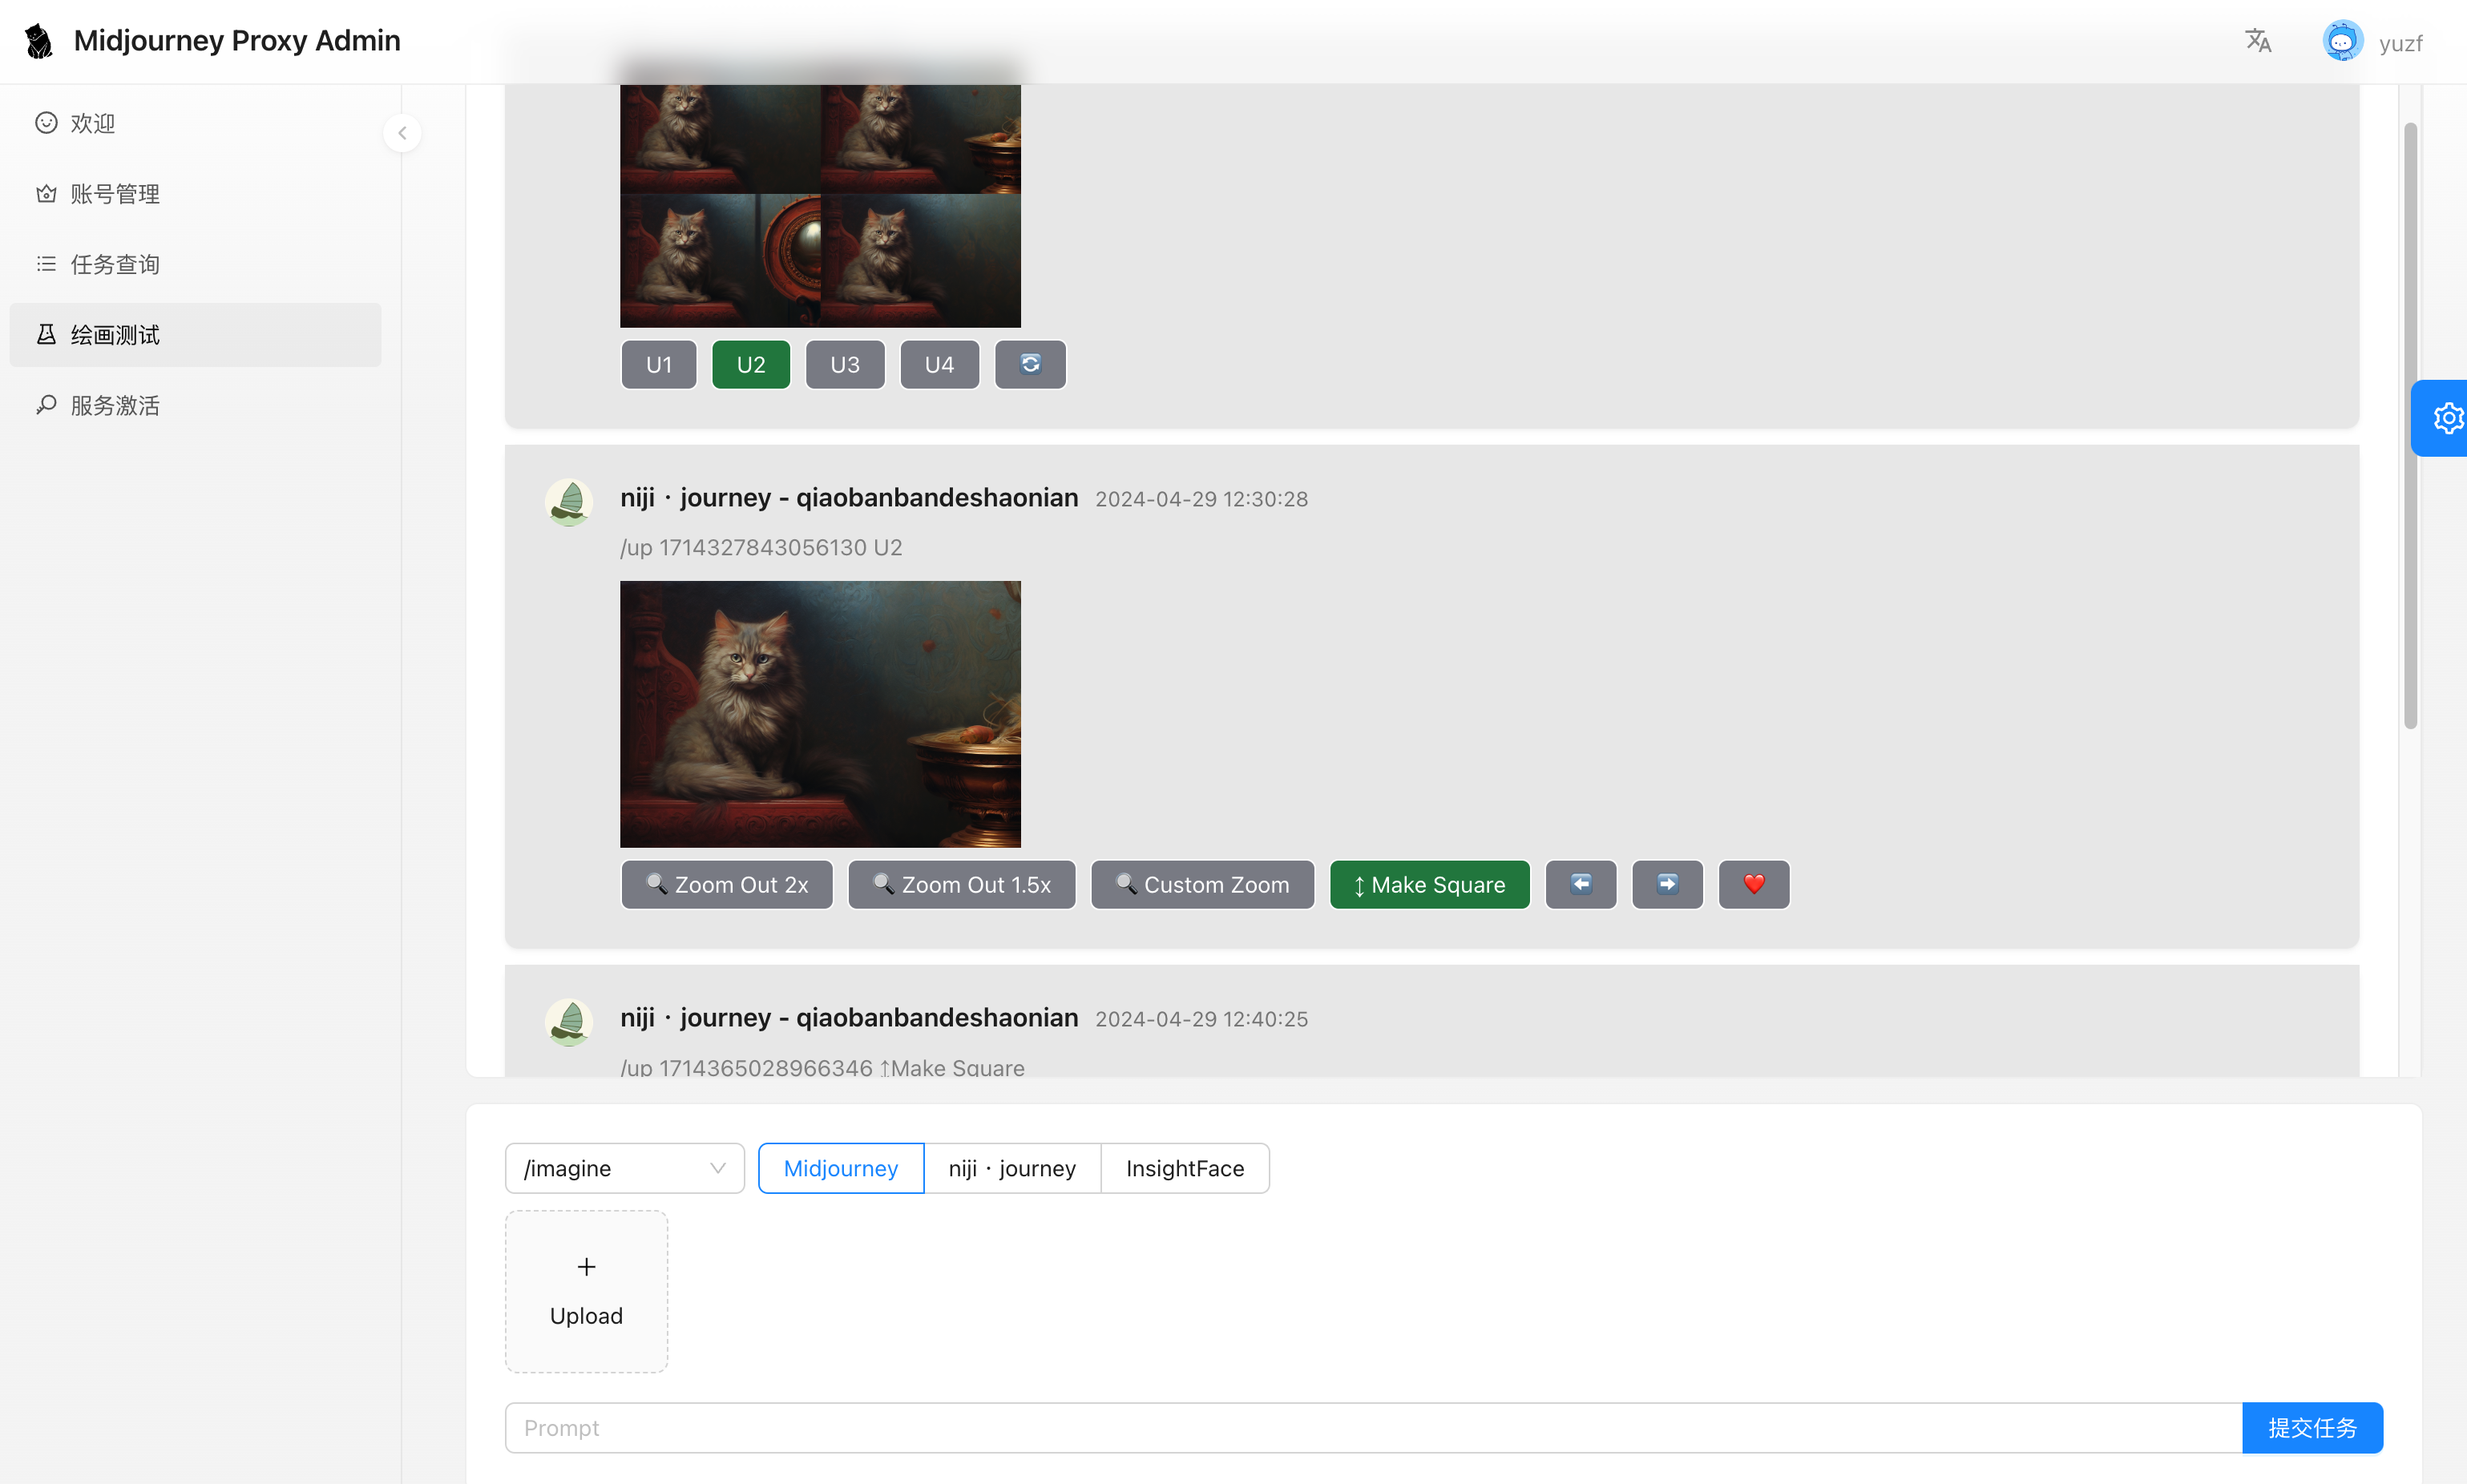 Midjourney Proxy Admin
yuzf
欢迎
账号管理
任务查询
绘画测试
服务激活
U1 U2 U3 U4
niji・journey - qiaobanbandeshaonian 2024-04-29 12:30:28
/up 1714327843056130 U2
🔍 Zoom Out 2x 🔍 Zoom Out 1.5x 🔍 Custom Zoom ↕ Make Square ⬅️ ➡️ ❤️
niji・journey - qiaobanbandeshaonian 2024-04-29 12:40:25
/up 1714365028966346 ↕Make Square
/imagine Midjourney niji・journey InsightFace
Upload
Prompt 提交任务